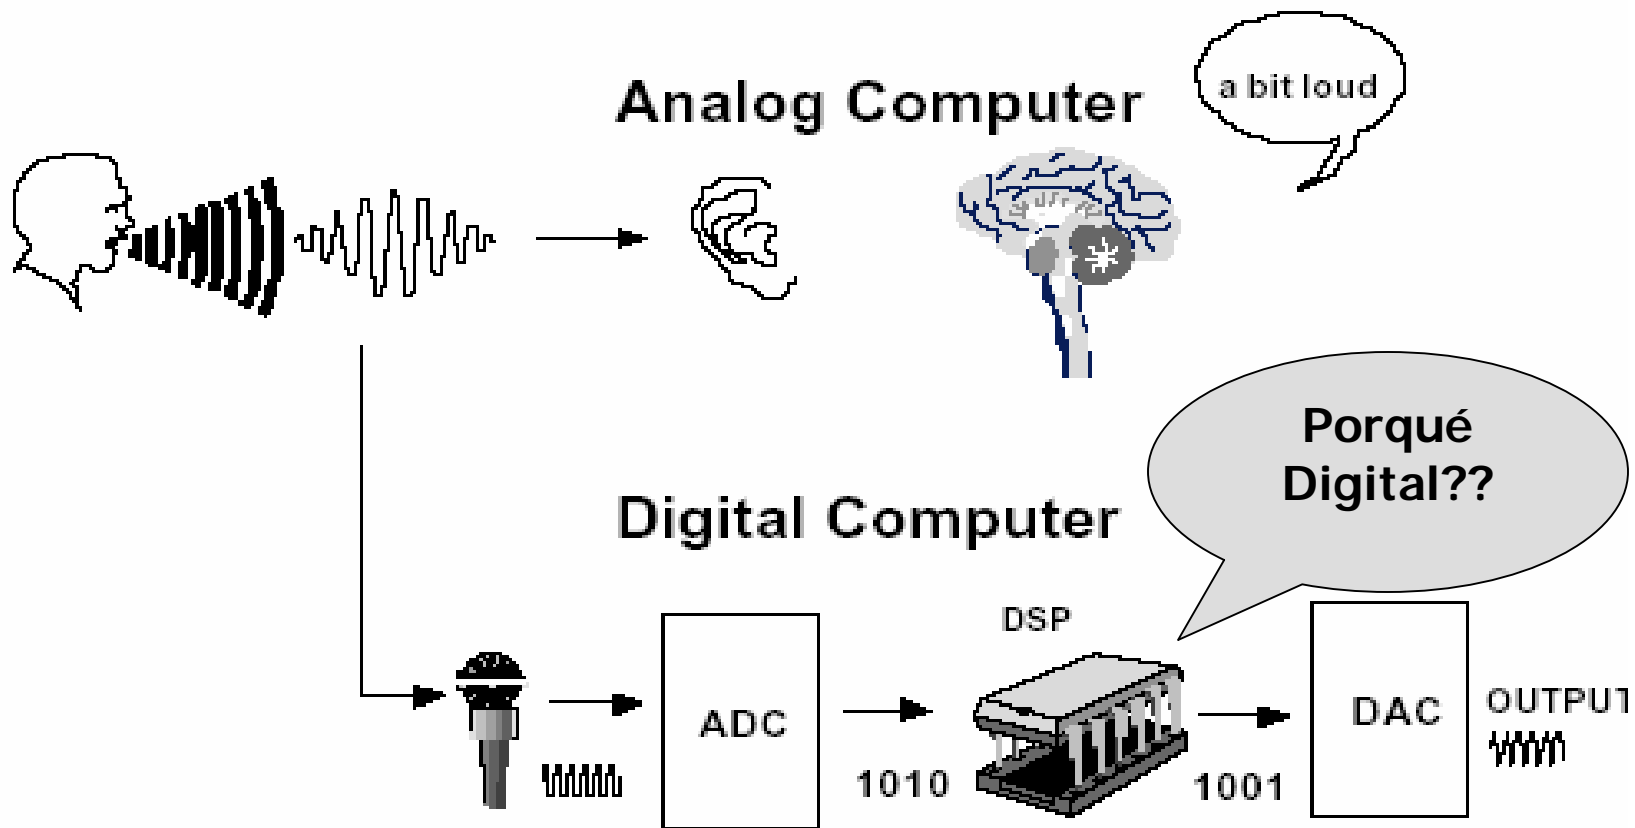 Analog Computer
a bit loud
Porqué
Digital??
Digital Computer
DSP
ADC
DAC
OUTPUT
1010
1001